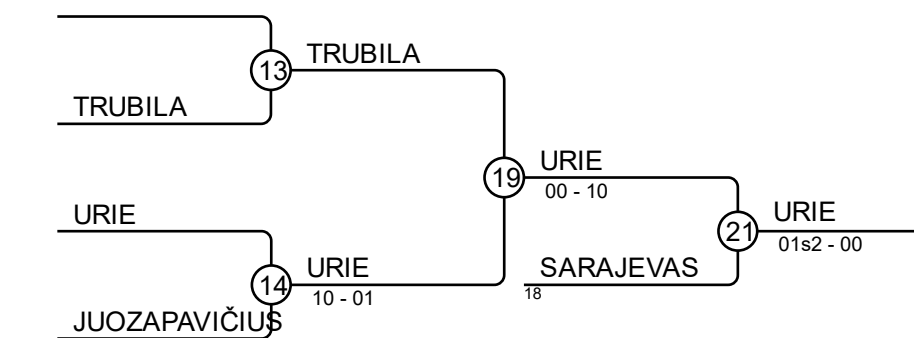 TRUBILA
13
TRUBILA
URIE
19
00 - 10
URIE
URIE
21
01s2 - 00
URIE
14
10 - 01
SARAJEVAS
18
JUOZAPAVIČIUS